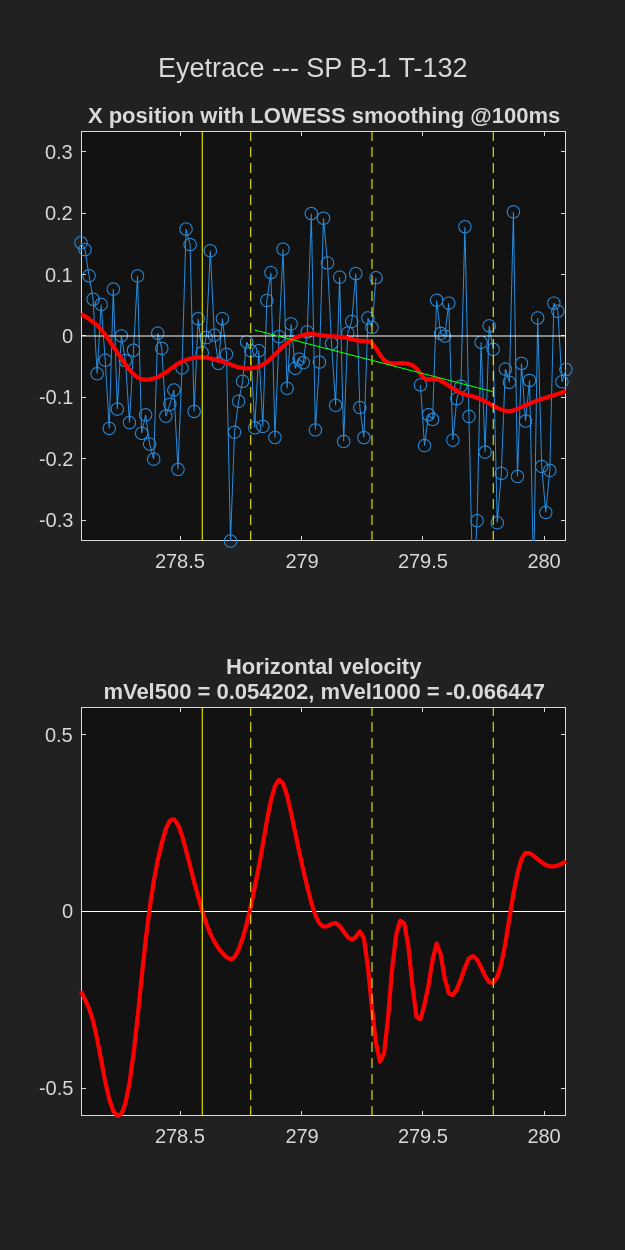 Eyetrace --- SP B-1 T-132
X position with LOWESS smoothing @100ms
0.3
0.2
0.1
0
-0.1
-0.2
-0.3
278.5 279 279.5 280
Horizontal velocity
mVel500 = 0.054202, mVel1000 = -0.066447
0.5
0
-0.5
278.5 279 279.5 280